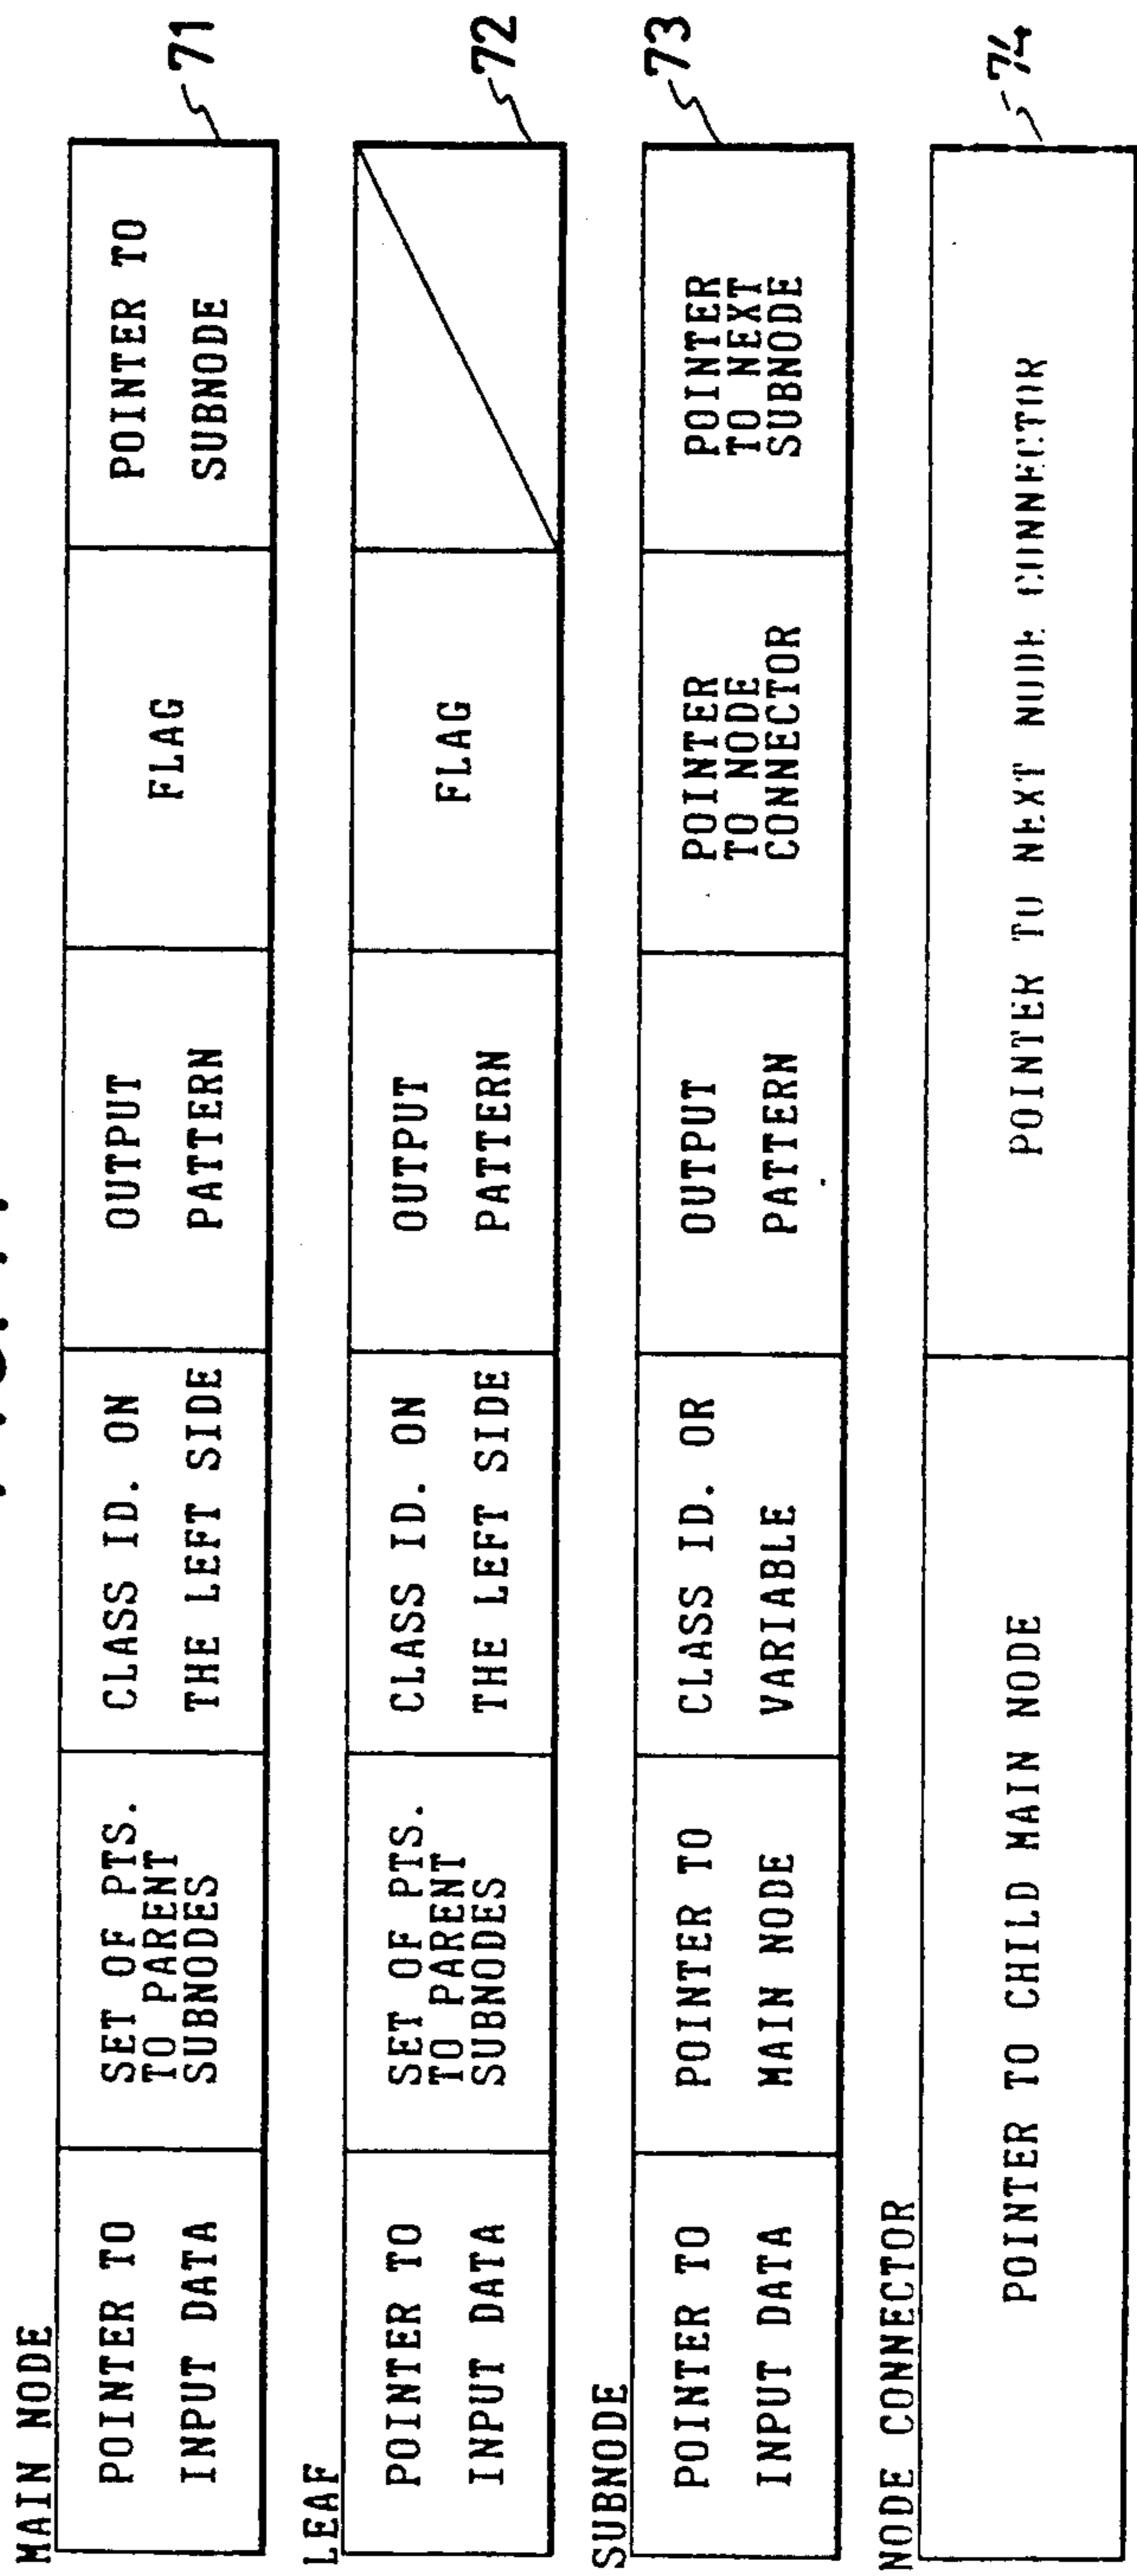 MAIN NODE
POINTER TO
INPUT DATA
SET OF PTS.
TO PARENT
SUBNODES
CLASS ID. ON
THE LEFT SIDE
OUTPUT
PATTERN
FLAG
POINTER TO
SUBNODE
71
LEAF
POINTER TO
INPUT DATA
SET OF PTS.
TO PARENT
SUBNODES
CLASS ID. ON
THE LEFT SIDE
OUTPUT
PATTERN
FLAG
72
SUBNODE
POINTER TO
INPUT DATA
POINTER TO
MAIN NODE
CLASS ID. OR
VARIABLE
OUTPUT
PATTERN
POINTER
TO NODE
CONNECTOR
POINTER
TO NEXT
SUBNODE
73
NODE CONNECTOR
POINTER TO CHILD MAIN NODE
POINTER TO NEXT NODE CONNECTOR
74